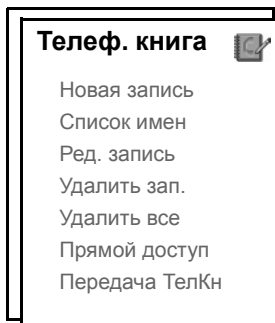 Телеф. книга
Новая запись
Список имен
Ред. запись
Удалить зап.
Удалить все
Прямой доступ
Передача ТелКн